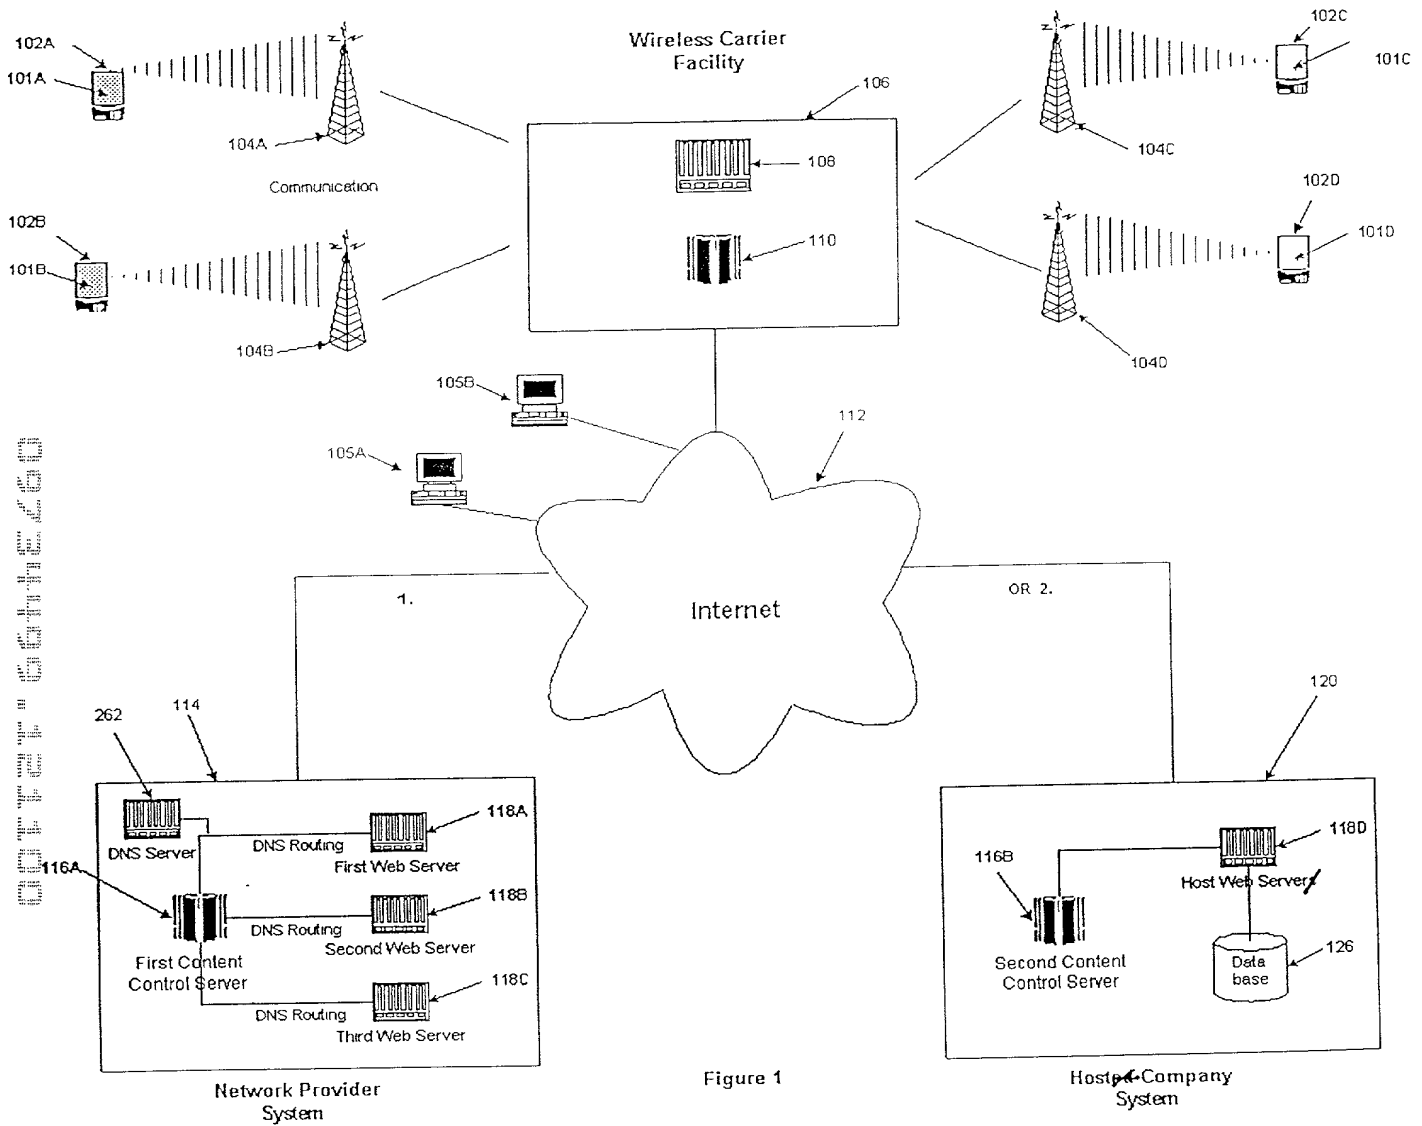 Wireless Carrier
Facility
102A
101A
104A
Communication
102B
101B
104B
106
108
110
102C
101C
104C
102D
101D
104D
105B
105A
112
Internet
1.
OR 2.
262
114
DNS Server
116A
First Content
Control Server
DNS Routing
118A
First Web Server
DNS Routing
118B
Second Web Server
DNS Routing
118C
Third Web Server
Network Provider
System
Figure 1
120
116B
Second Content
Control Server
118D
Host Web Servers
Data
base
126
Hosted Company
System